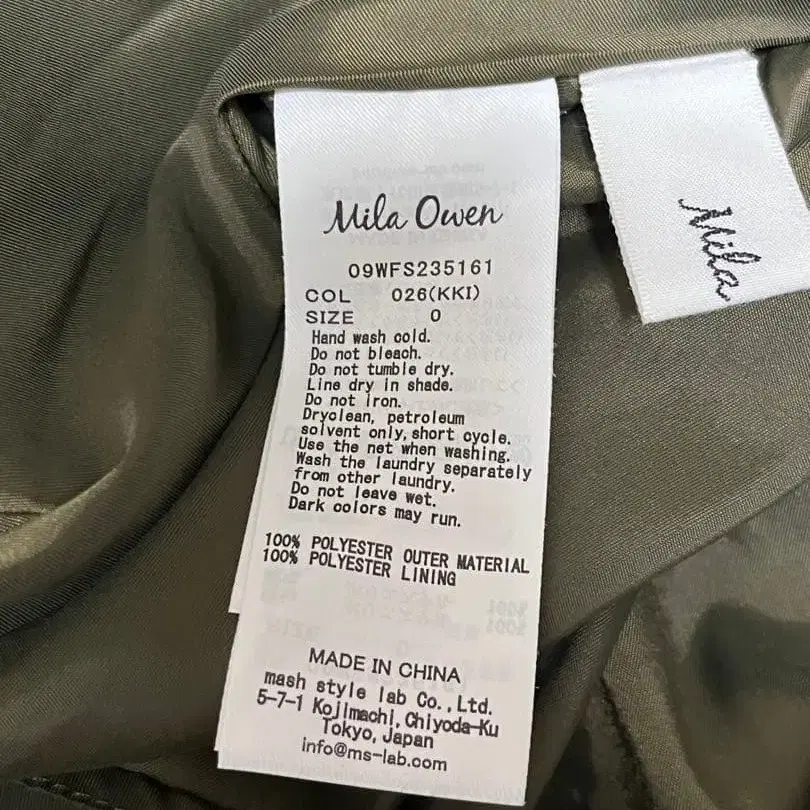 Mila Owen
09WFS235161
COL 026(KKI)
SIZE 0
Hand wash cold.
Do not bleach.
Do not tumble dry.
Line dry in shade.
Do not iron.
Dryclean, petroleum
solvent only, short cycle.
Use the net when washing.
Wash the laundry separately
from other laundry.
Do not leave wet.
Dark colors may run.
100% POLYESTER OUTER MATERIAL
100% POLYESTER LINING
MADE IN CHINA
mash style lab Co.,Ltd.
5-7-1 Kojimachi,Chiyoda-Ku
Tokyo,Japan
info@ms-lab.com
Mila